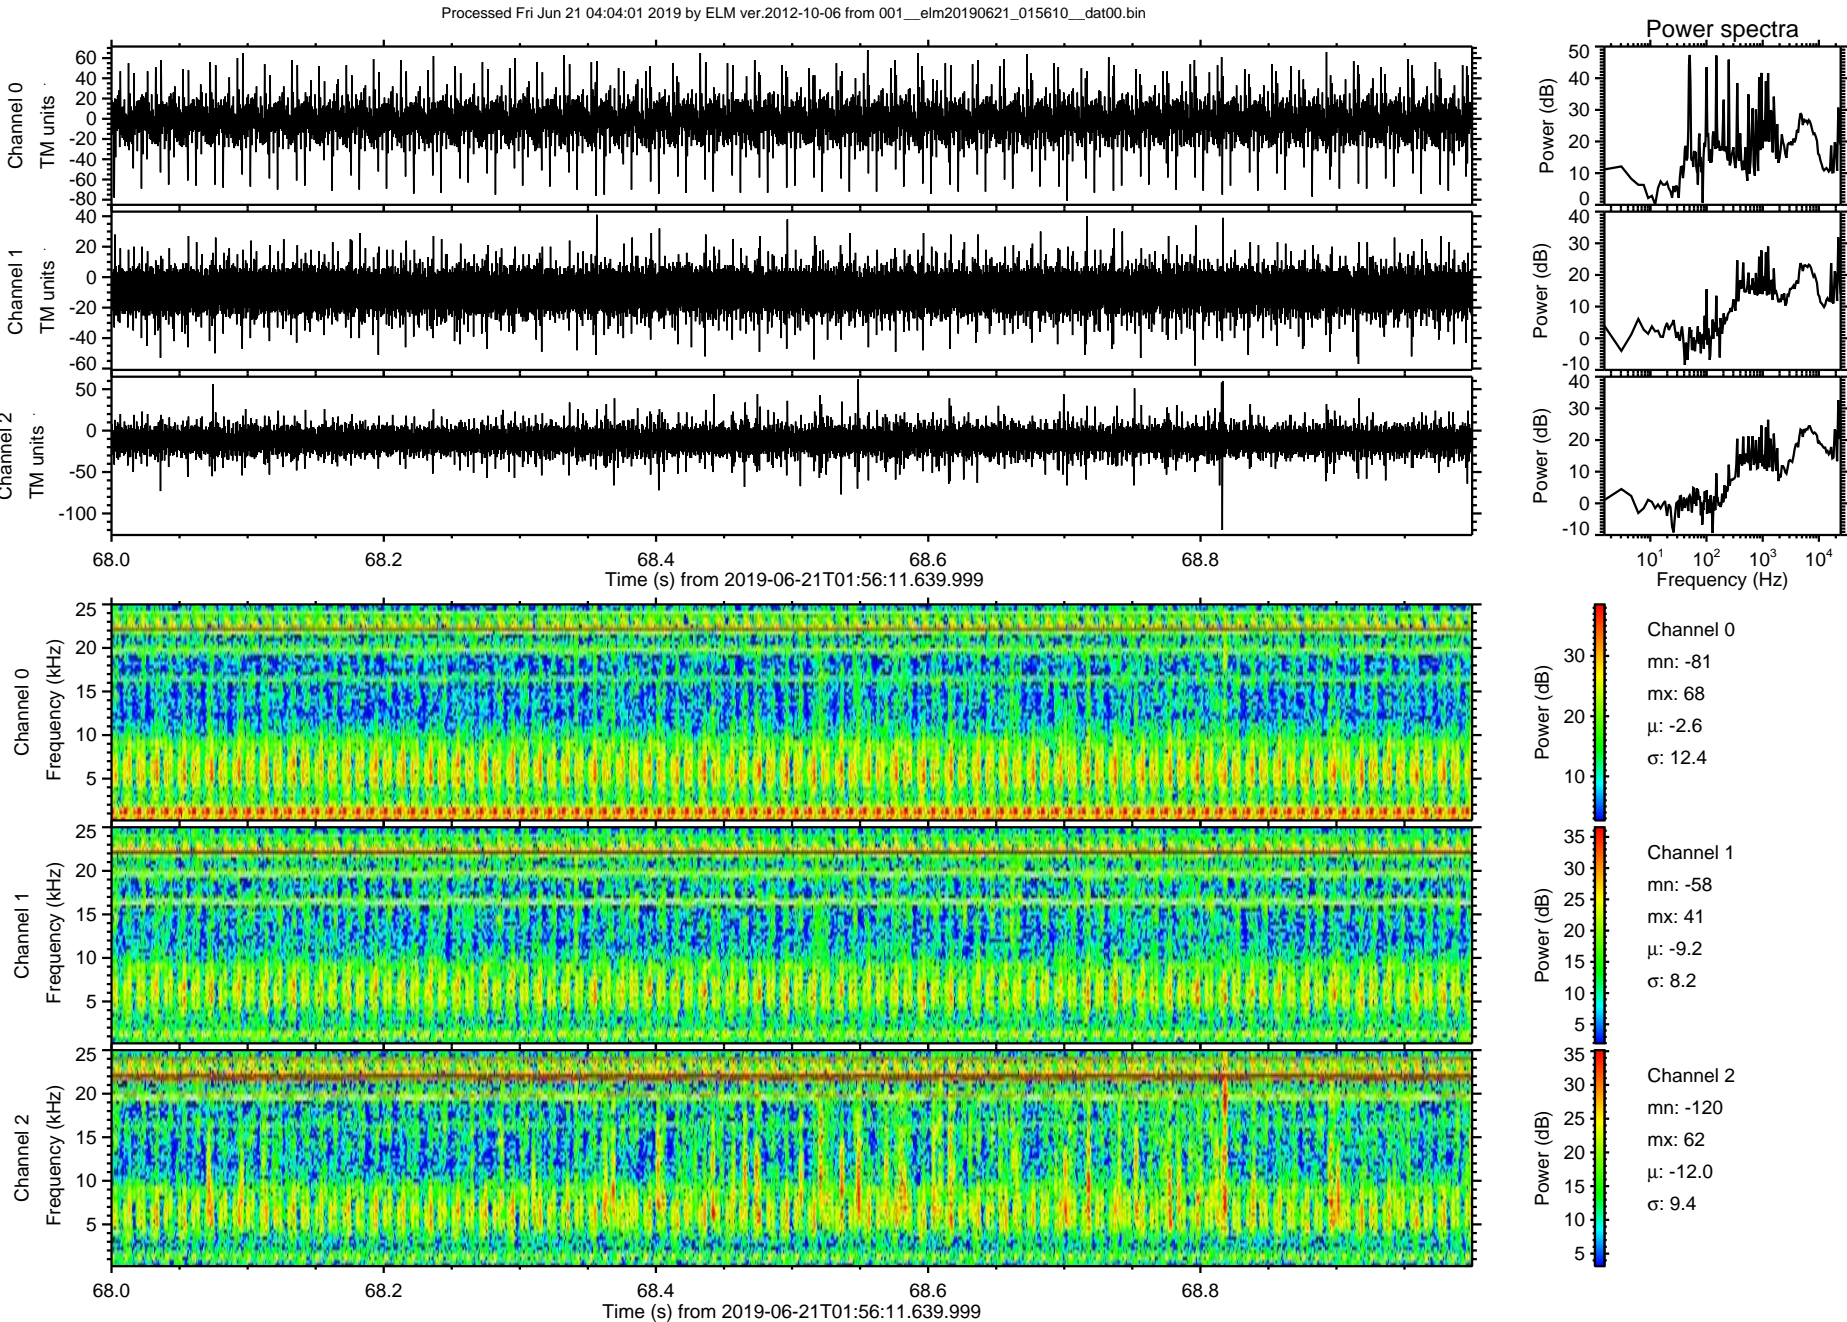 Processed Fri Jun 21 04:04:01 2019 by ELM ver.2012-10-06 from 001__elm20190621_015610__dat00.bin
Power spectra
Channel 0
TM units
60
40
20
0
-20
-40
-60
-80
Power (dB)
50
40
30
20
10
0
Channel 1
TM units
40
20
0
-20
-40
-60
Power (dB)
40
30
20
10
0
-10
Channel 2
TM units
50
0
-50
-100
Power (dB)
40
30
20
10
0
-10
68.0 68.2 68.4 68.6 68.8
Time (s) from 2019-06-21T01:56:11.639.999
10¹ 10² 10³ 10⁴
Frequency (Hz)
Channel 0
Frequency (kHz)
25
20
15
10
5
Power (dB)
30
20
10
Channel 0
mn: -81
mx: 68
μ: -2.6
σ: 12.4
Channel 1
Frequency (kHz)
25
20
15
10
5
Power (dB)
35
30
25
20
15
10
5
Channel 1
mn: -58
mx: 41
μ: -9.2
σ: 8.2
Channel 2
Frequency (kHz)
25
20
15
10
5
Power (dB)
35
30
25
20
15
10
5
Channel 2
mn: -120
mx: 62
μ: -12.0
σ: 9.4
68.0 68.2 68.4 68.6 68.8
Time (s) from 2019-06-21T01:56:11.639.999